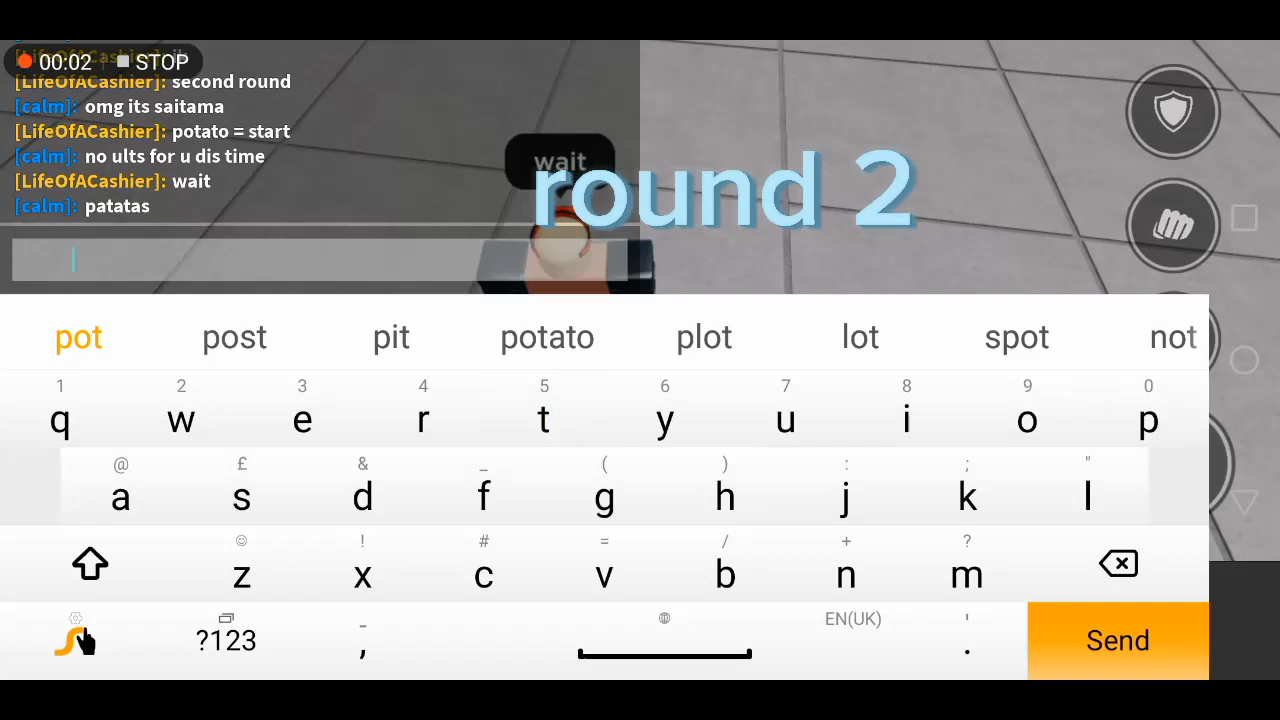 00:02 STOP
[LifeOfACashier]:
[LifeOfACashier]: second round
[calm]: omg its saitama
[LifeOfACashier]: potato = start
[calm]: no ults for u dis time
[LifeOfACashier]: wait
[calm]: patatas
wait
round 2
pot post pit potato plot lot spot not
1 2 3 4 5 6 7 8 9 0
q w e r t y u i o p
@ £ & _ ( ) : ; "
a s d f g h j k l
☺ ! # = / + ?
z x c v b n m
?123 - , EN(UK) ' . Send